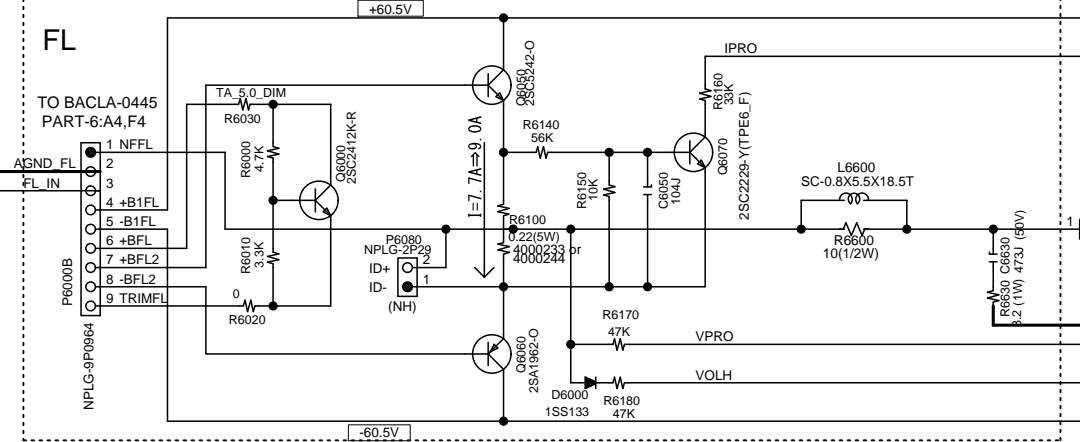 +60.5V
FL
TO BACLA-0445
PART-6:A4,F4
1 NFFL
AGND_FL 2
FL_IN 3
4 +B1FL
5 -B1FL
6 +BFL
7 +BFL2
8 -BFL2
9 TRIMFL
P6000B
NPLG-9P0964
TA_5.0_DIM
R6030
R6000
4.7K
R6010
3.3K
0
R6020
Q6000
2SC2412K-R
P6080
NPLG-2P29
ID+ 2
ID- 1
(NH)
Q6050
2SC5242-O
I=7.7A⇒9.0A
R6100
0.22(5W)
4000233 or
4000244
Q6060
2SA1962-O
R6140
56K
R6150
10K
C6050
104J
Q6070
2SC2229-Y(TPE6_F)
R6160
33K
IPRO
R6170
47K
VPRO
D6000
1SS133
R6180
47K
VOLH
L6600
SC-0.8X5.5X18.5T
R6600
10(1/2W)
C6630
473J (50V)
R6630
3.2 (1W)
1
-60.5V